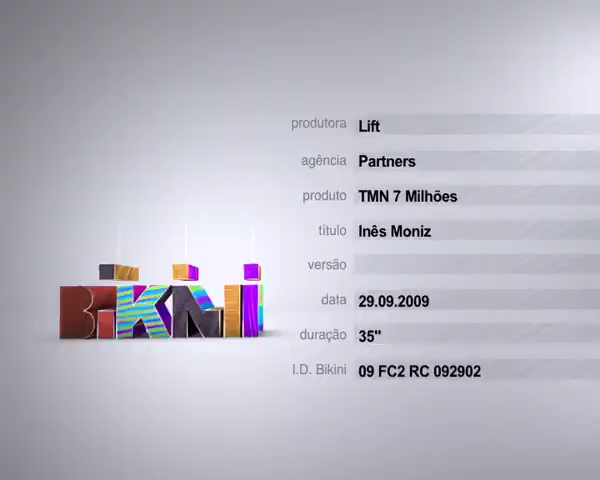 BiKiNi
produtora Lift
agência Partners
produto TMN 7 Milhões
titulo Inês Moniz
versão
data 29.09.2009
duração 35"
I.D. Bikini 09 FC2 RC 092902